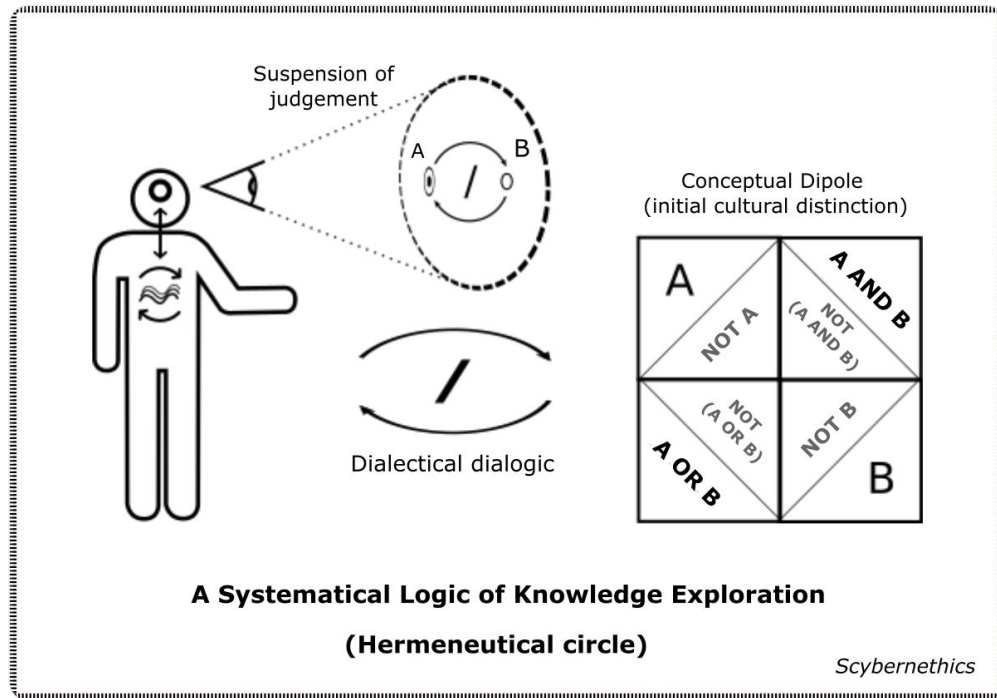 Suspension of
judgement
A
B
Conceptual Dipole
(initial cultural distinction)
A
NOT A
A AND B
NOT
(A AND B)
NOT
(A OR B)
A OR B
NOT B
B
Dialectical dialogic
A Systematical Logic of Knowledge Exploration
(Hermeneutical circle)
Scybernethics